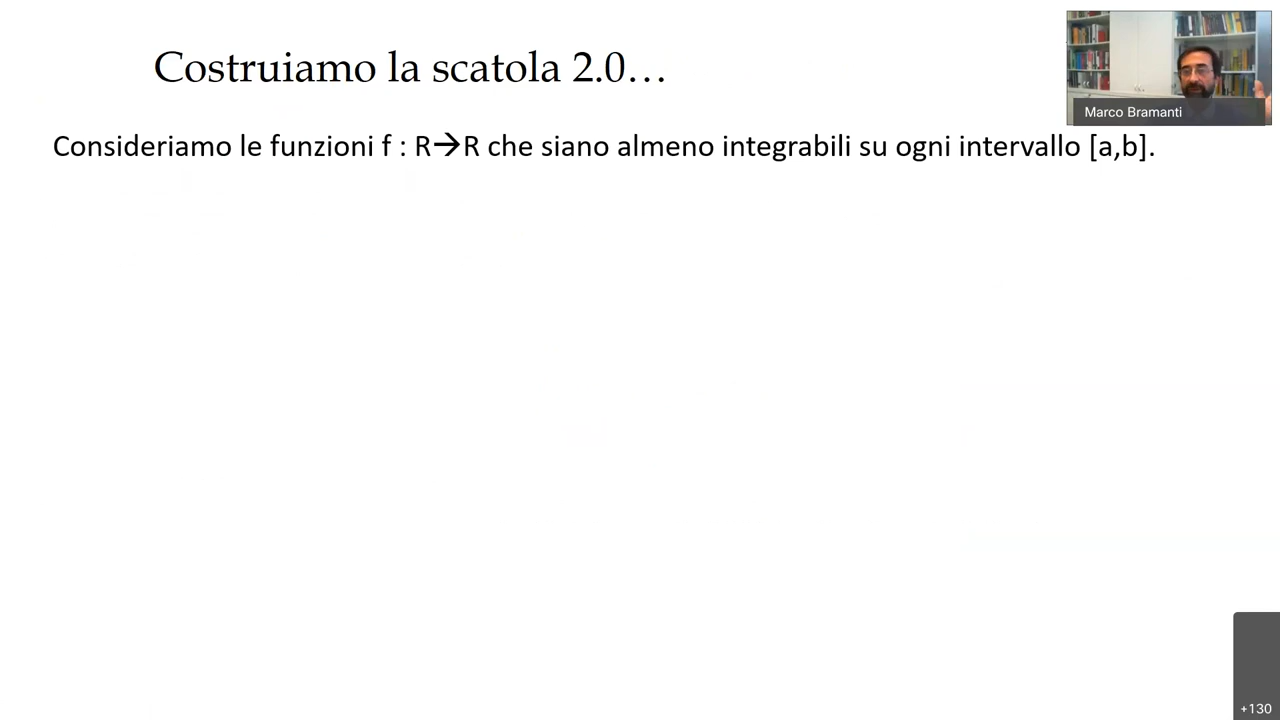 Costruiamo la scatola 2.0…
Marco Bramanti
Consideriamo le funzioni f : R→R che siano almeno integrabili su ogni intervallo [a,b].
+130